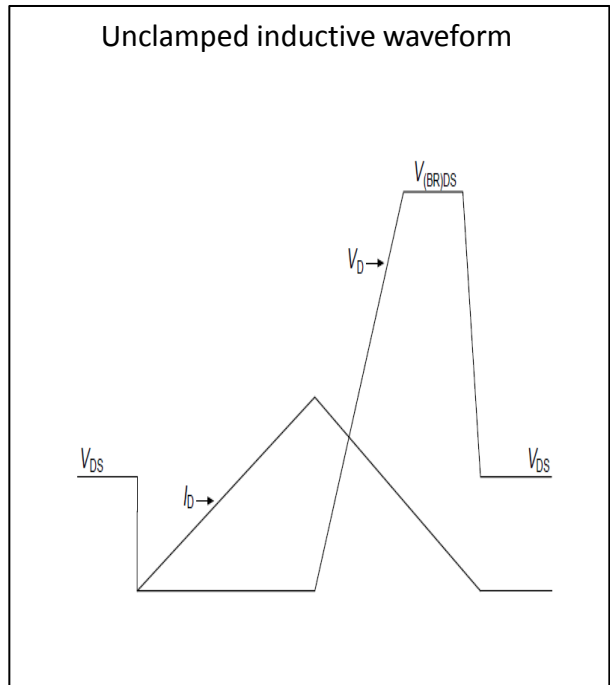 Unclamped inductive waveform
V(BR)DS
VD
VDS
VDS
ID